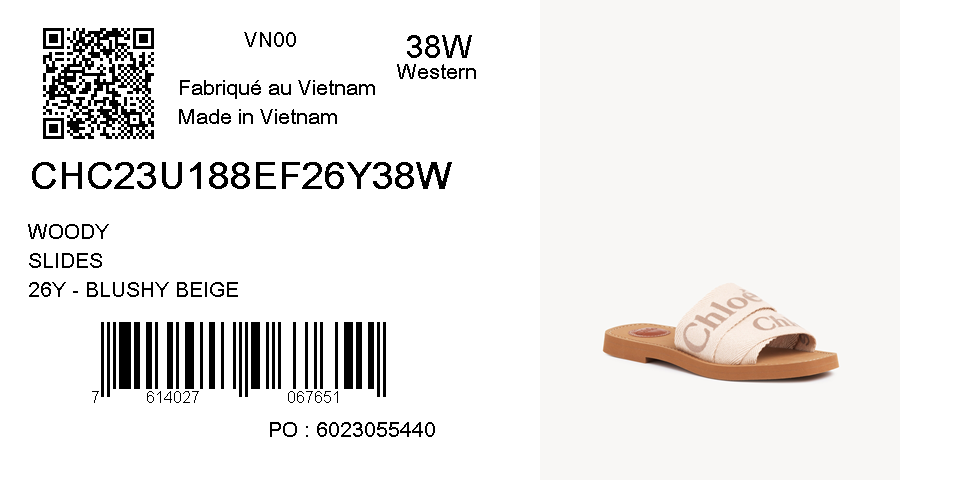 VN00
38W
Western
Fabriqué au Vietnam
Made in Vietnam
CHC23U188EF26Y38W
WOODY
SLIDES
26Y - BLUSHY BEIGE
7 614027 067651
PO : 6023055440
Chloé
Ch